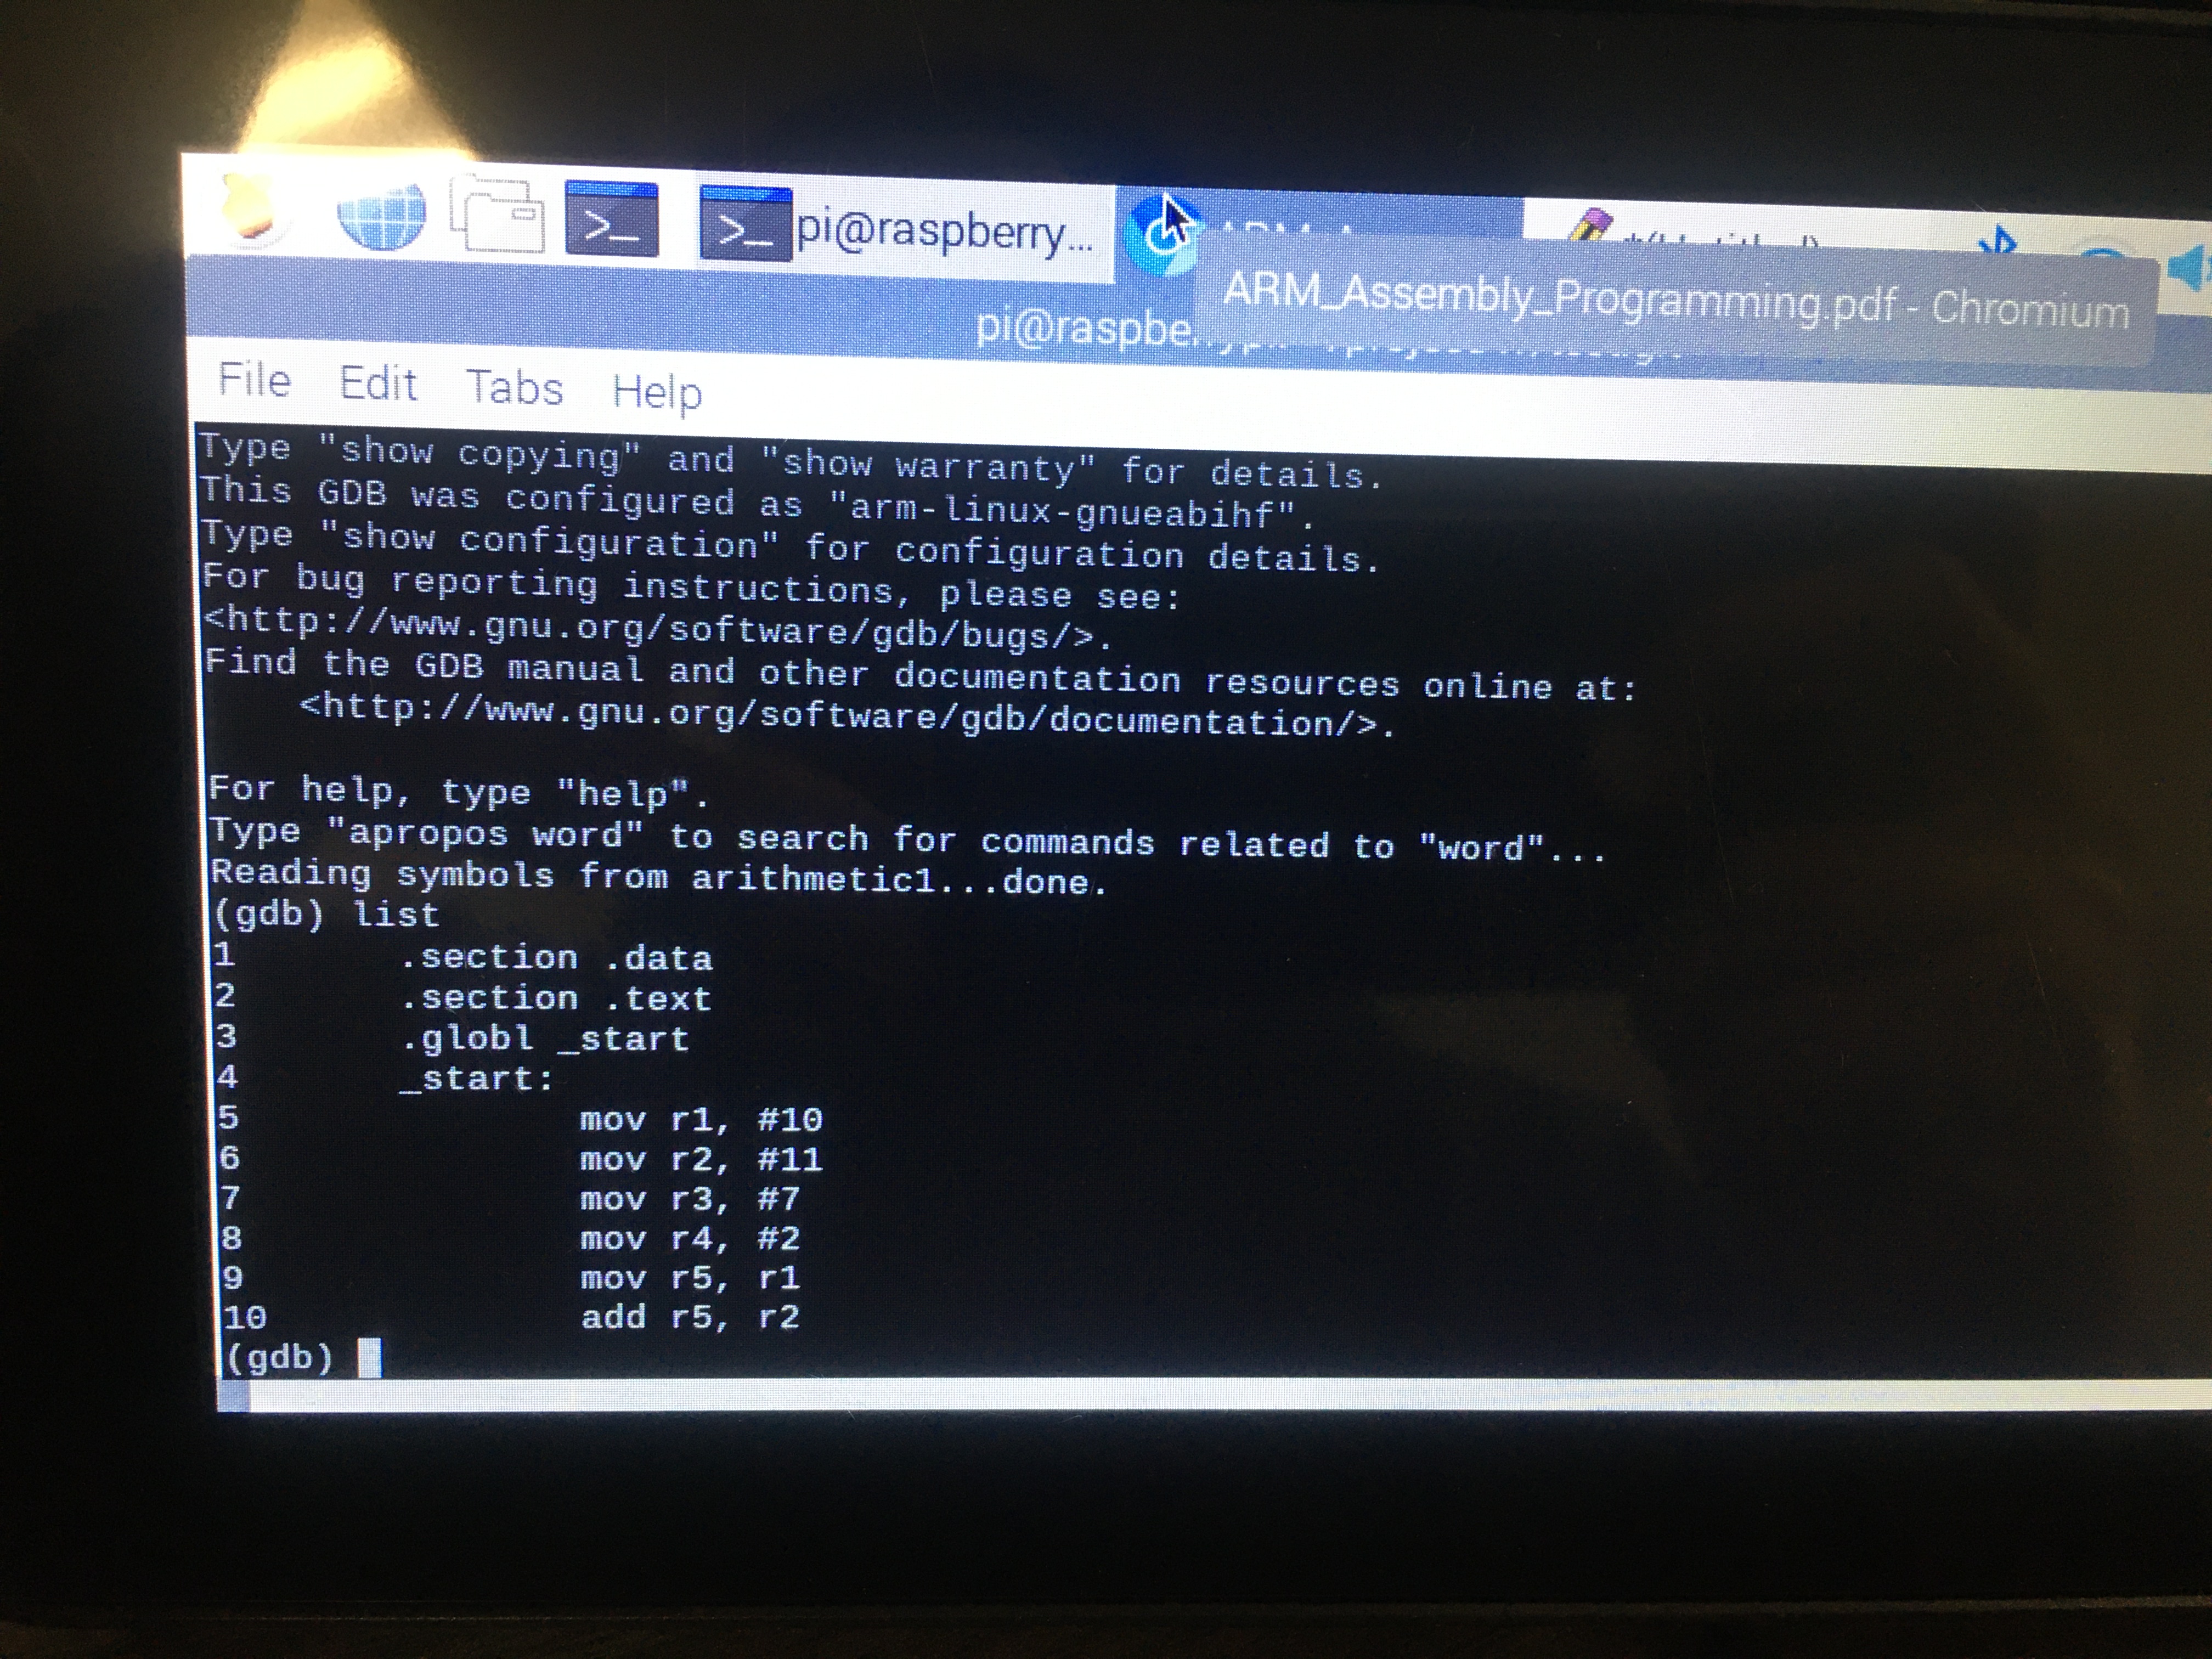 pi@raspberry...
ARM_Assembly_Programming.pdf - Chromium
File Edit Tabs Help
Type "show copying" and "show warranty" for details.
This GDB was configured as "arm-linux-gnueabihf".
Type "show configuration" for configuration details.
For bug reporting instructions, please see:
<http://www.gnu.org/software/gdb/bugs/>.
Find the GDB manual and other documentation resources online at:
    <http://www.gnu.org/software/gdb/documentation/>.
For help, type "help".
Type "apropos word" to search for commands related to "word"...
Reading symbols from arithmetic1...done.
(gdb) list
1       .section .data
2       .section .text
3       .globl _start
4       _start:
5               mov r1, #10
6               mov r2, #11
7               mov r3, #7
8               mov r4, #2
9               mov r5, r1
10              add r5, r2
(gdb)